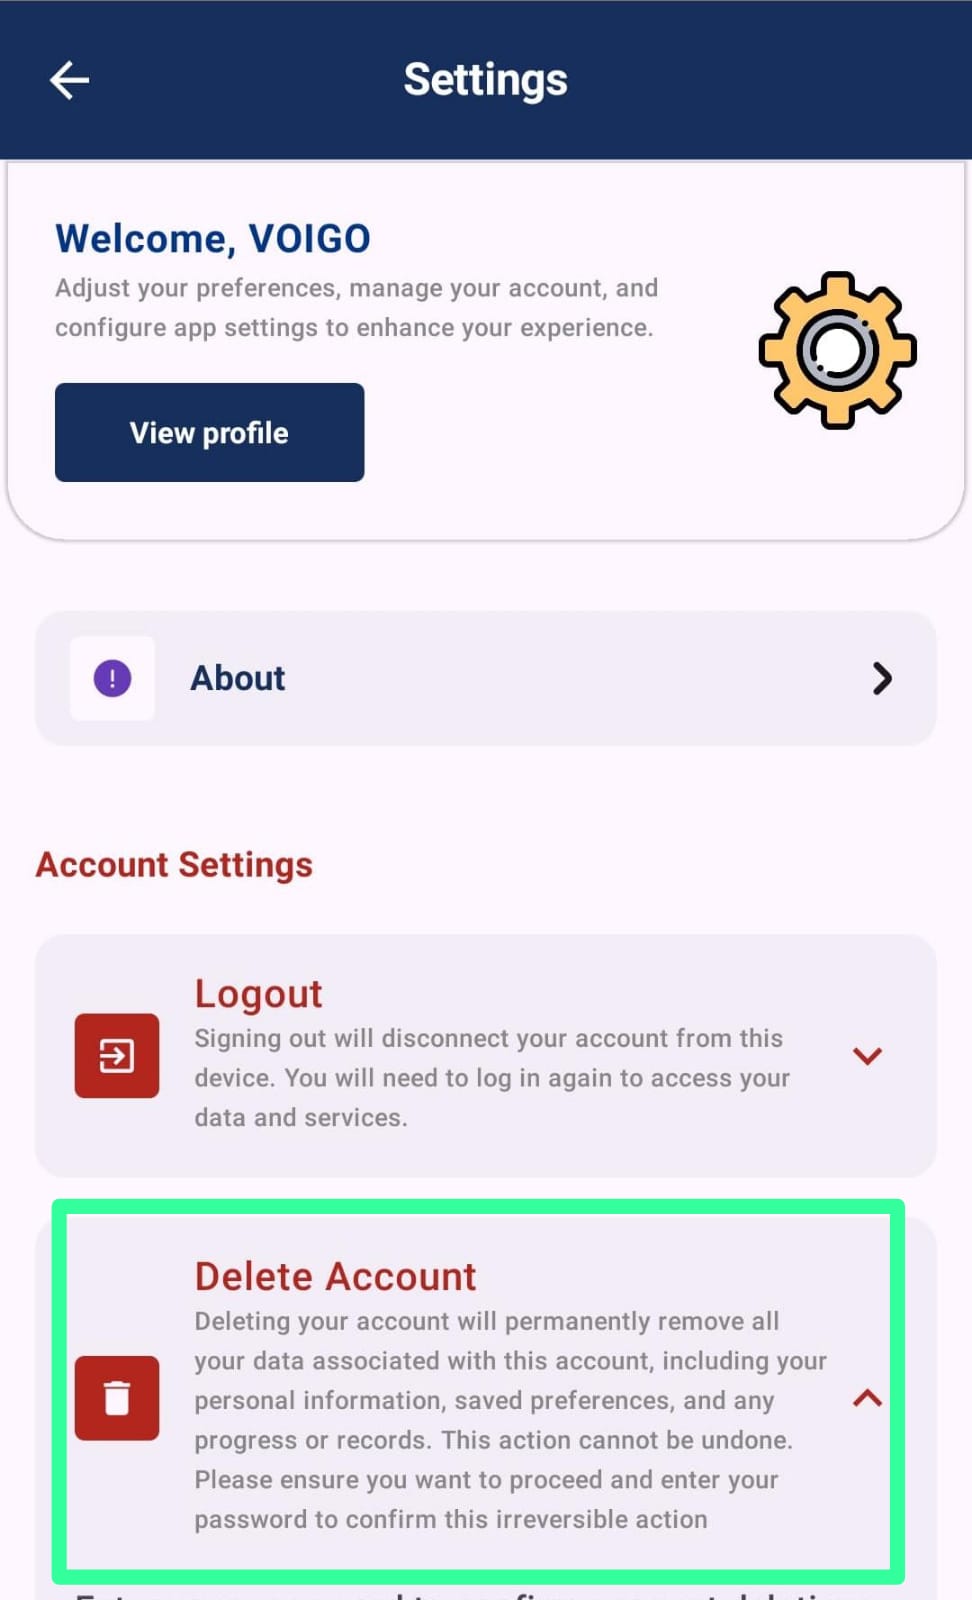 Settings
Welcome, VOIGO
Adjust your preferences, manage your account, and
configure app settings to enhance your experience.
View profile
About
Account Settings
Logout
Signing out will disconnect your account from this
device. You will need to log in again to access your
data and services.
Delete Account
Deleting your account will permanently remove all
your data associated with this account, including your
personal information, saved preferences, and any
progress or records. This action cannot be undone.
Please ensure you want to proceed and enter your
password to confirm this irreversible action